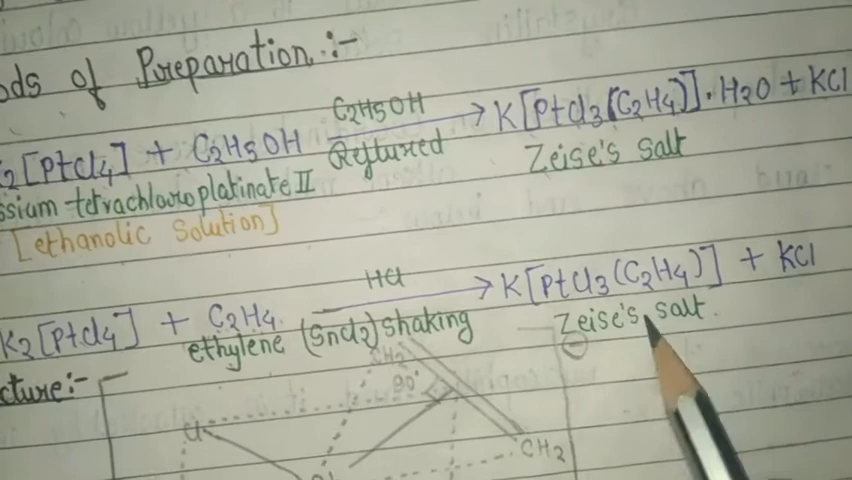 ods of Preparation :-
K2[PtCl4] + C2H5OH C2H5OH Refluxed → K[PtCl3(C2H4)]·H2O + KCl
ssium tetrachloroplatinate II Zeise's Salt
[ethanolic Solution]
K2[PtCl4] + C2H4 HCl (SnCl2) shaking → K[PtCl3(C2H4)] + KCl
ethylene Zeise's salt.
cture:-
CH2
90°
Cl
CH2